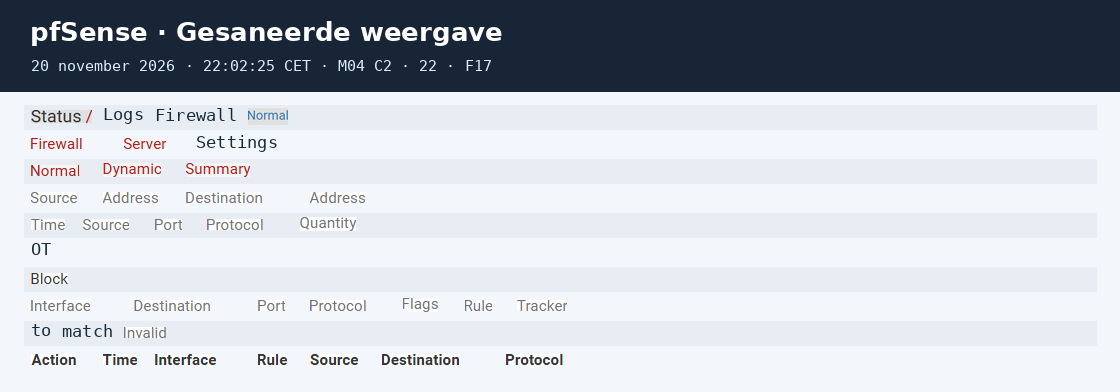 pfSense · Gesaneerde weergave
20 november 2026 · 22:02:25 CET · M04 C2 · 22 · F17
Status / Logs Firewall Normal
Firewall Server Settings
Normal Dynamic Summary
Source Address Destination Address
Time Source Port Protocol Quantity
OT
Block
Interface Destination Port Protocol Flags Rule Tracker
to match Invalid
Action Time Interface Rule Source Destination Protocol